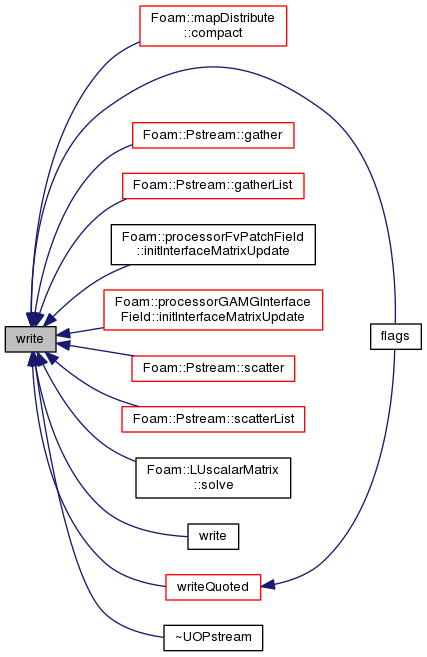 Foam::mapDistribute
::compact
Foam::Pstream::gather
Foam::Pstream::gatherList
Foam::processorFvPatchField
::initInterfaceMatrixUpdate
Foam::processorGAMGInterface
Field::initInterfaceMatrixUpdate
write
flags
Foam::Pstream::scatter
Foam::Pstream::scatterList
Foam::LUscalarMatrix
::solve
write
writeQuoted
~UOPstream